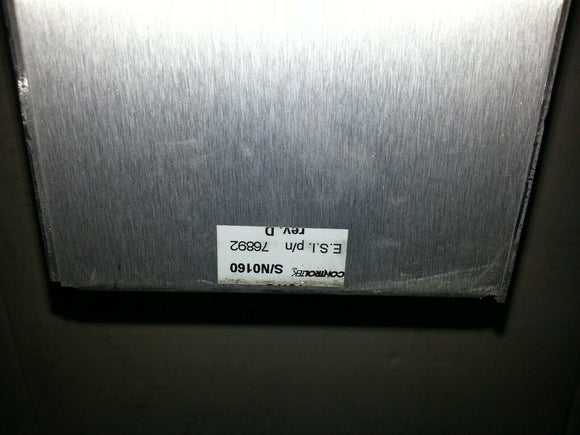 CONTROLTEK S/N0160
E.S.I. p/n 76892
rev. D